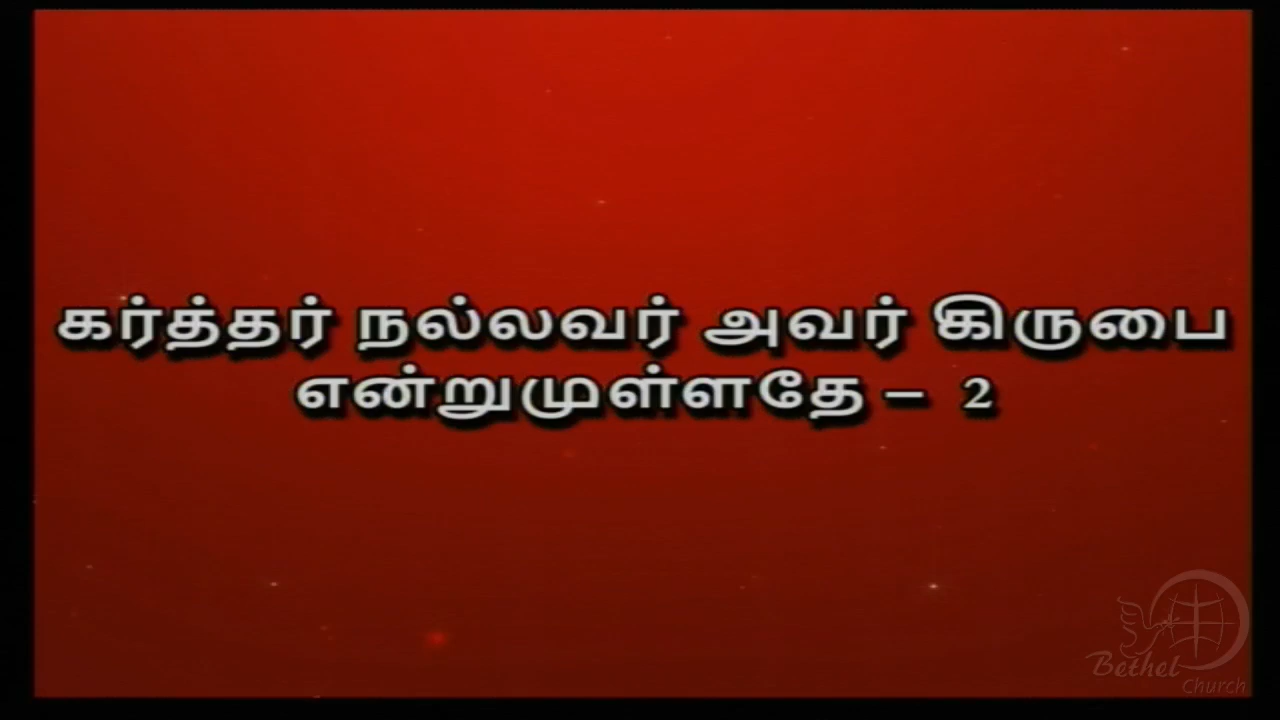 கர்த்தர் நல்லவர் அவர் கிருபை
என்றுமுள்ளதே – 2
Bethel
Church